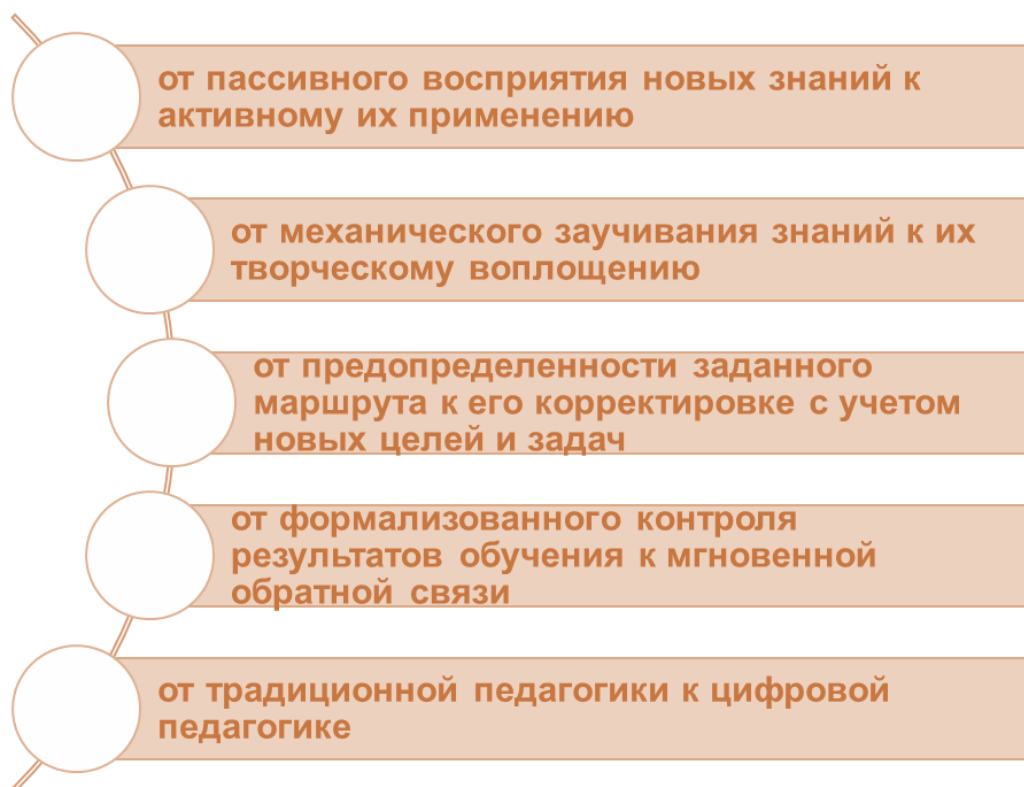 от пассивного восприятия новых знаний к
активному их применению
от механического заучивания знаний к их
творческому воплощению
от предопределенности заданного
маршрута к его корректировке с учетом
новых целей и задач
от формализованного контроля
результатов обучения к мгновенной
обратной связи
от традиционной педагогики к цифровой
педагогике